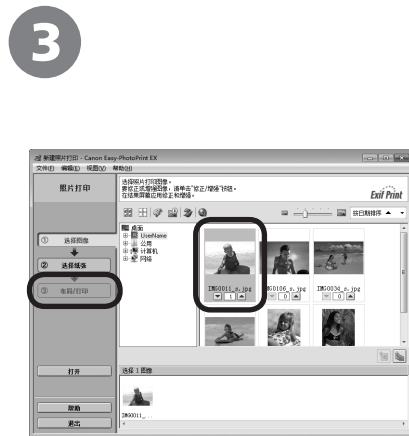 3
新建照片打印 - Canon Easy-PhotoPrint EX
文件(F) 编辑(E) 视图(V) 帮助(H)
照片打印
选择照片打印图像。
要修正或增强图像，请单击“修正/增强”按钮。
在结果屏幕应用修正和增强。
Exif Print
按日期排序
桌面
UseName
公用
计算机
网络
① 选择图像
② 选择纸张
③ 布局/打印
IMG0011_s.jpg
IMG0106_s.jpg
IMG0034_s.jpg
1
0
0
打开
选择 1 图像
IMG0011_...
帮助
退出